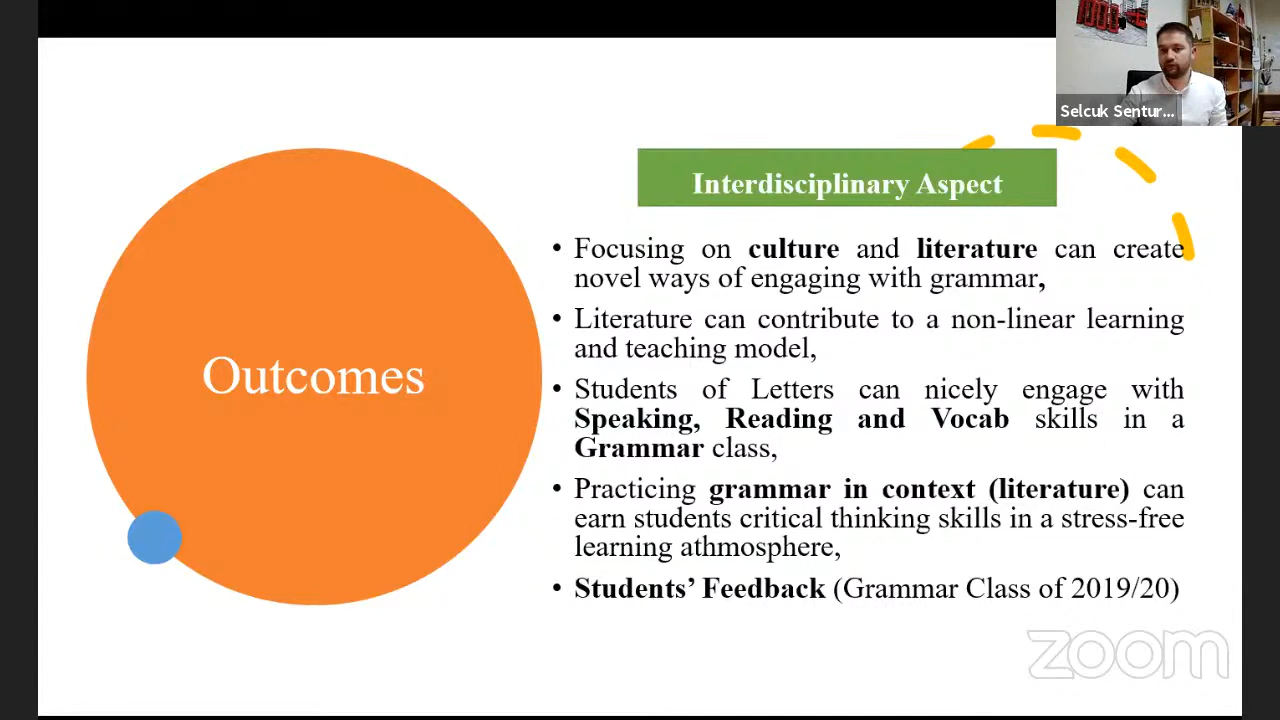 Selcuk Sentur...
Interdisciplinary Aspect
Outcomes
• Focusing on culture and literature can create
novel ways of engaging with grammar,
• Literature can contribute to a non-linear learning
and teaching model,
• Students of Letters can nicely engage with
Speaking, Reading and Vocab skills in a
Grammar class,
• Practicing grammar in context (literature) can
earn students critical thinking skills in a stress-free
learning athmosphere,
• Students’ Feedback (Grammar Class of 2019/20)
zoom